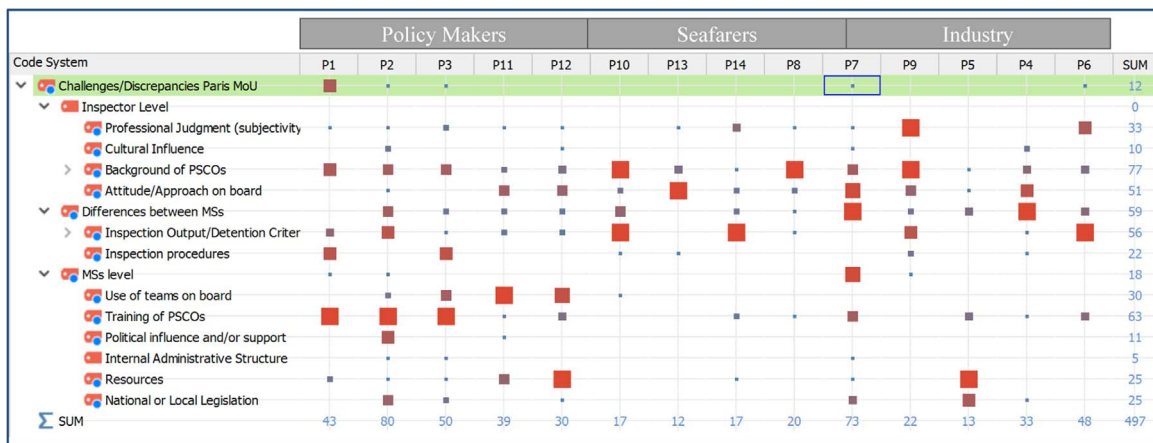 Policy Makers Seafarers Industry
Code System P1 P2 P3 P11 P12 P10 P13 P14 P8 P7 P9 P5 P4 P6 SUM
Challenges/Discrepancies Paris MoU 12
Inspector Level 0
Professional Judgment (subjectivity 33
Cultural Influence 10
Background of PSCOs 77
Attitude/Approach on board 51
Differences between MSs 59
Inspection Output/Detention Criter 56
Inspection procedures 22
MSs level 18
Use of teams on board 30
Training of PSCOs 63
Political influence and/or support 11
Internal Administrative Structure 5
Resources 25
National or Local Legislation 25
Σ SUM 43 80 50 39 30 17 12 17 20 73 22 13 33 48 497